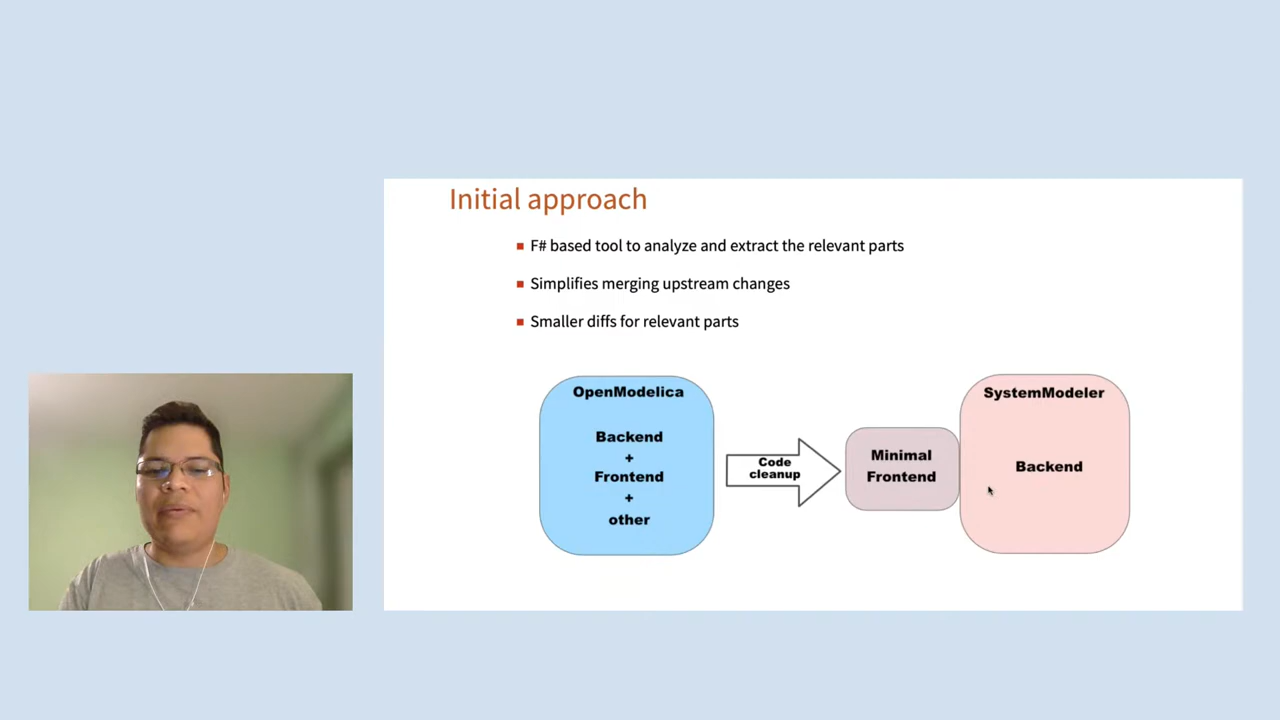 Initial approach
F# based tool to analyze and extract the relevant parts
Simplifies merging upstream changes
Smaller diffs for relevant parts
OpenModelica
Backend
+
Frontend
+
other
Code
cleanup
Minimal
Frontend
SystemModeler
Backend